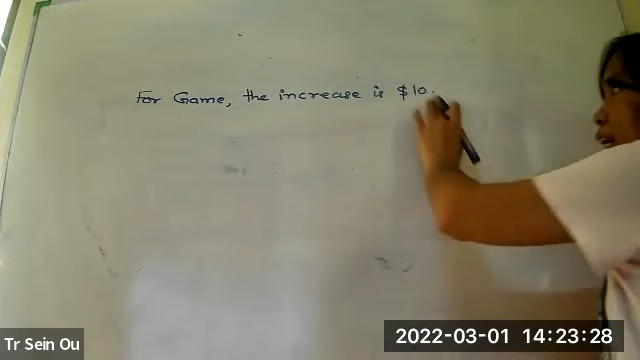 For Game, the increase is $10.
Tr Sein Ou
2022-03-01 14:23:28